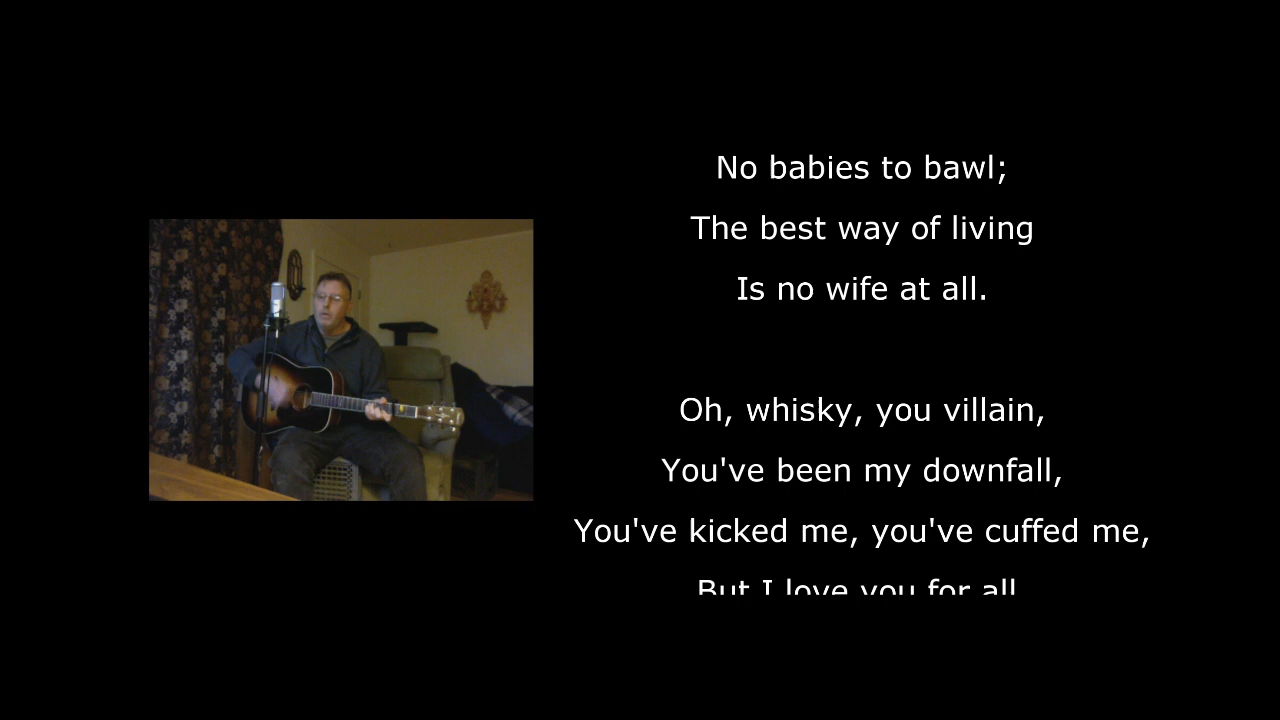 No babies to bawl;
The best way of living
Is no wife at all.
Oh, whisky, you villain,
You've been my downfall,
You've kicked me, you've cuffed me,
But I love you for all